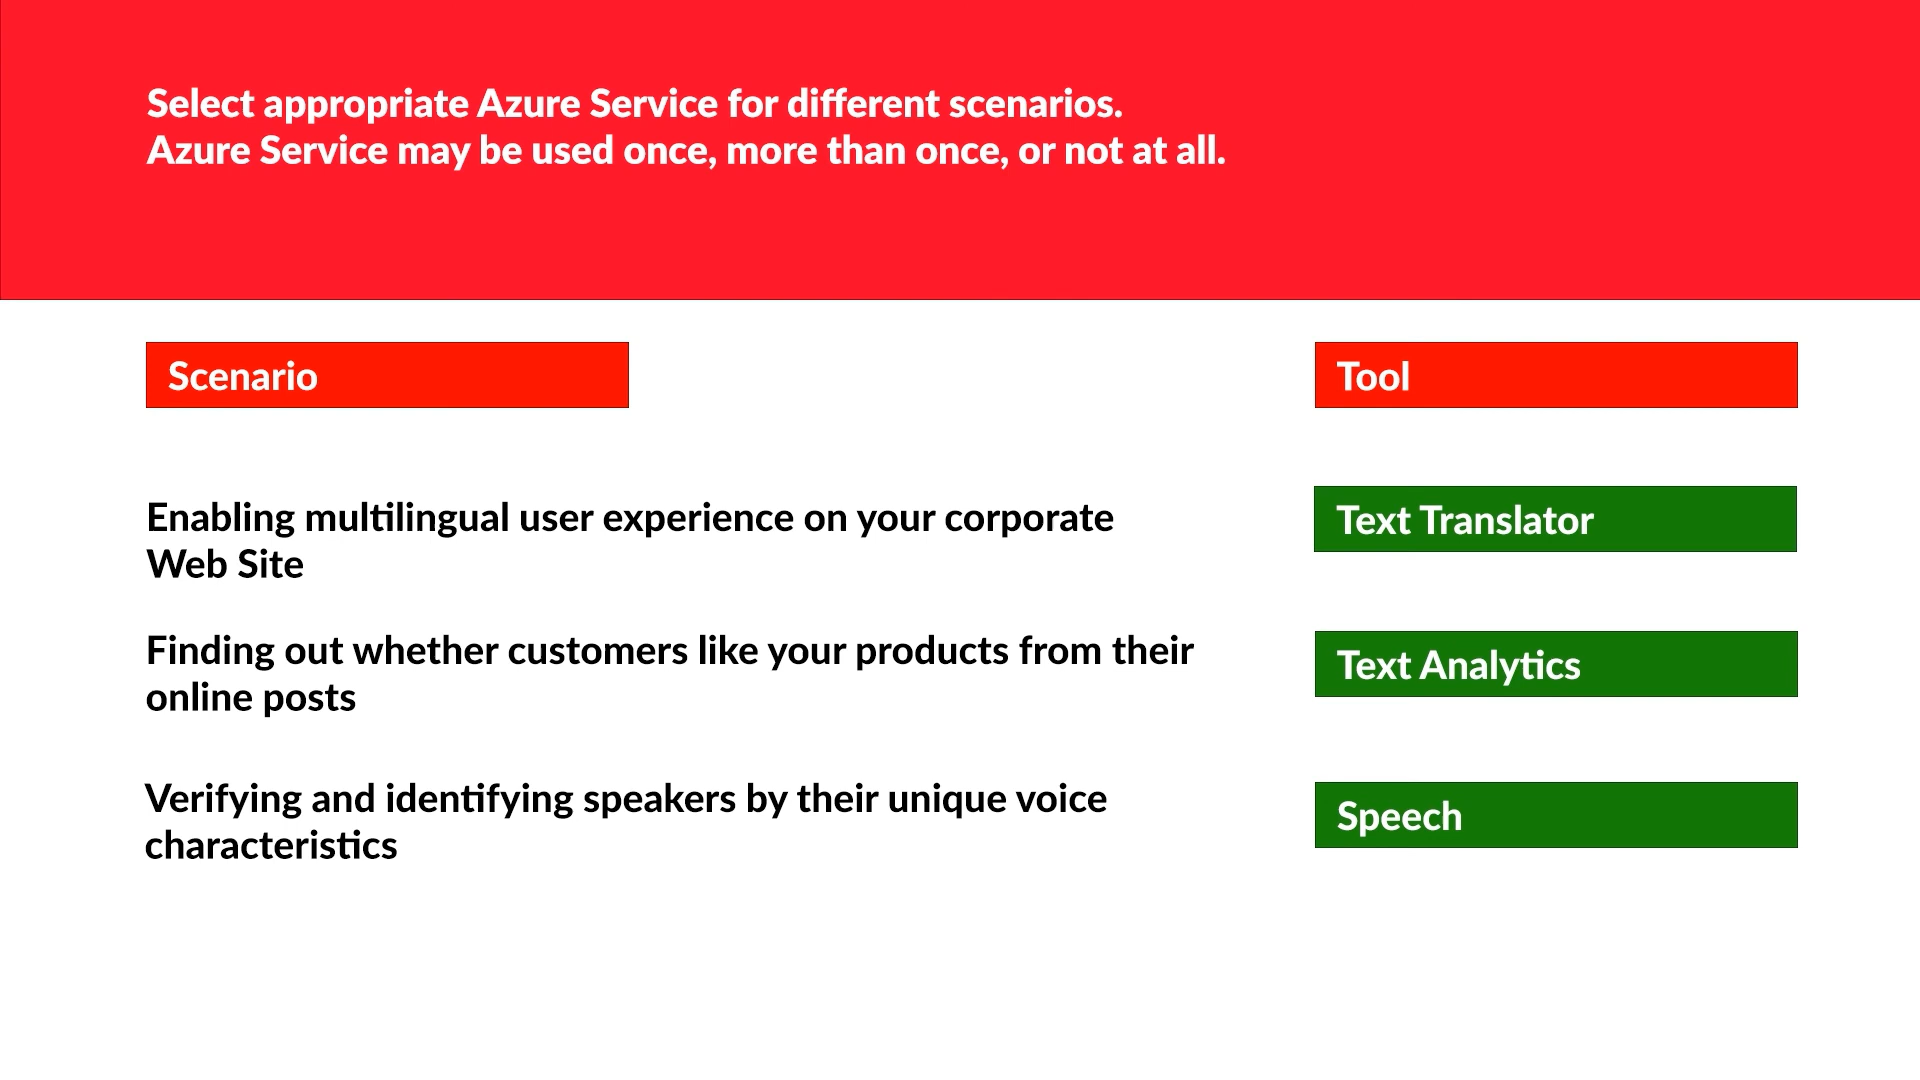 Select appropriate Azure Service for different scenarios.
Azure Service may be used once, more than once, or not at all.
Scenario
Tool
Enabling multilingual user experience on your corporate
Web Site
Text Translator
Finding out whether customers like your products from their
online posts
Text Analytics
Verifying and identifying speakers by their unique voice
characteristics
Speech